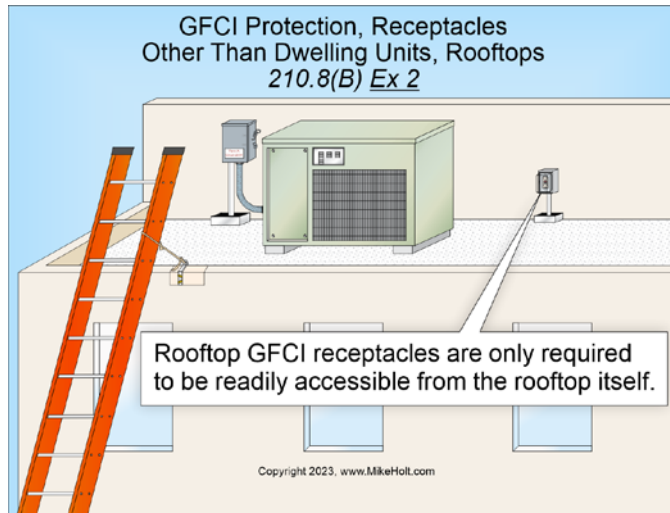 GFCI Protection, Receptacles
Other Than Dwelling Units, Rooftops
210.8(B) Ex 2
Rooftop GFCI receptacles are only required
to be readily accessible from the rooftop itself.
Copyright 2023, www.MikeHolt.com